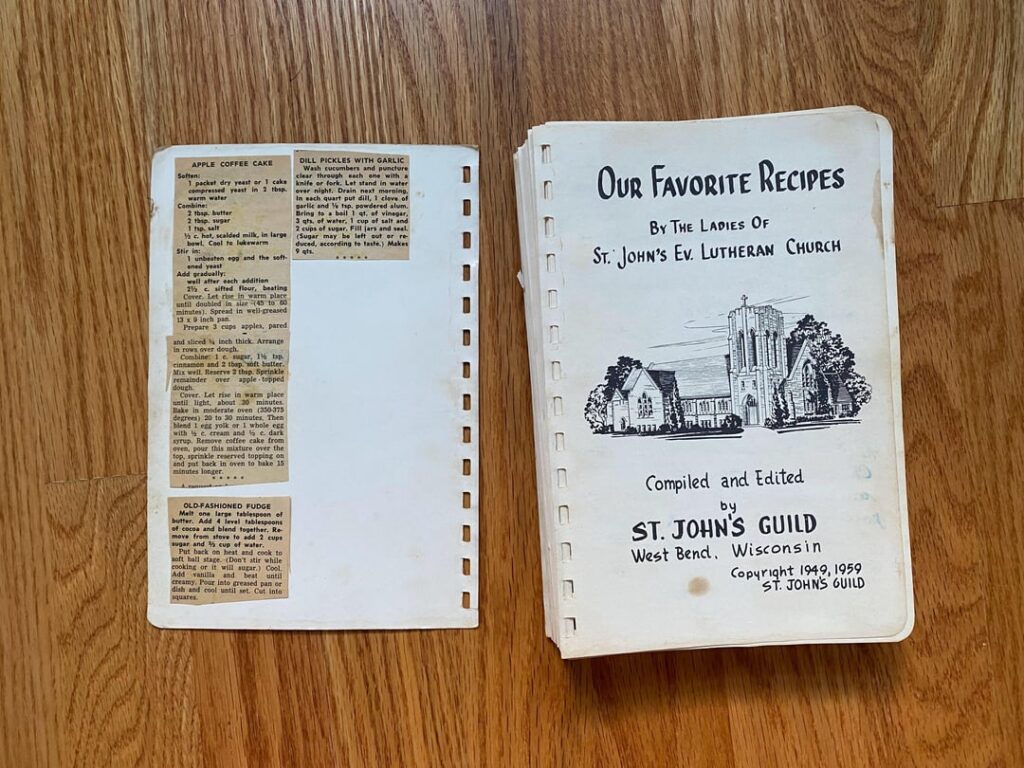 APPLE COFFEE CAKE
Soften:
1 packet dry yeast or 1 cake
compressed yeast in 2 tbsp.
warm water
Combine:
2 tbsp. butter
2 tbsp. sugar
1 tsp. salt
½ c. hot, scalded milk, in large
bowl. Cool to lukewarm
Stir in:
1 unbeaten egg and the soft-
ened yeast
Add gradually:
well after each addition
2½ c. sifted flour, beating
Cover. Let rise in warm place
until doubled in size (45 to 60
minutes). Spread in well-greased
13 x 9 inch pan.
Prepare 3 cups apples, pared
and sliced ¼ inch thick. Arrange
in rows over dough.
Combine: 1 c. sugar, 1½ tsp.
cinnamon and 2 tbsp. soft butter.
Mix well. Reserve 2 tbsp. Sprinkle
remainder over apple-topped
dough.
Cover. Let rise in warm place
until light, about 30 minutes.
Bake in moderate oven (350-375
degrees) 20 to 30 minutes. Then
blend 1 egg yolk or 1 whole egg
with ½ c. cream and ½ c. dark
syrup. Remove coffee cake from
oven, pour this mixture over the
top, sprinkle reserved topping on
and put back in oven to bake 15
minutes longer.
* * * * *
OLD-FASHIONED FUDGE
Melt one large tablespoon of
butter. Add 4 level tablespoons
of cocoa and blend together. Re-
move from stove to add 2 cups
sugar and ⅔ cup of water.
Put back on heat and cook to
soft ball stage. (Don't stir while
cooking or it will sugar.) Cool.
Add vanilla and beat until
creamy. Pour into greased pan or
dish and cool until set. Cut into
squares.
DILL PICKLES WITH GARLIC
Wash cucumbers and puncture
clear through each one with a
knife or fork. Let stand in water
over night. Drain next morning.
In each quart put dill, 1 clove of
garlic and ⅛ tsp. powdered alum.
Bring to a boil 1 qt. of vinegar,
3 qts. of water, 1 cup of salt and
2 cups of sugar. Fill jars and seal.
(Sugar may be left out or re-
duced, according to taste.) Makes
9 qts.
* * * * *
OUR FAVORITE RECIPES
BY THE LADIES OF
ST. JOHN'S EV. LUTHERAN CHURCH
Compiled and Edited
by
ST. JOHN'S GUILD
West Bend, Wisconsin
Copyright 1949, 1959
ST. JOHN'S GUILD